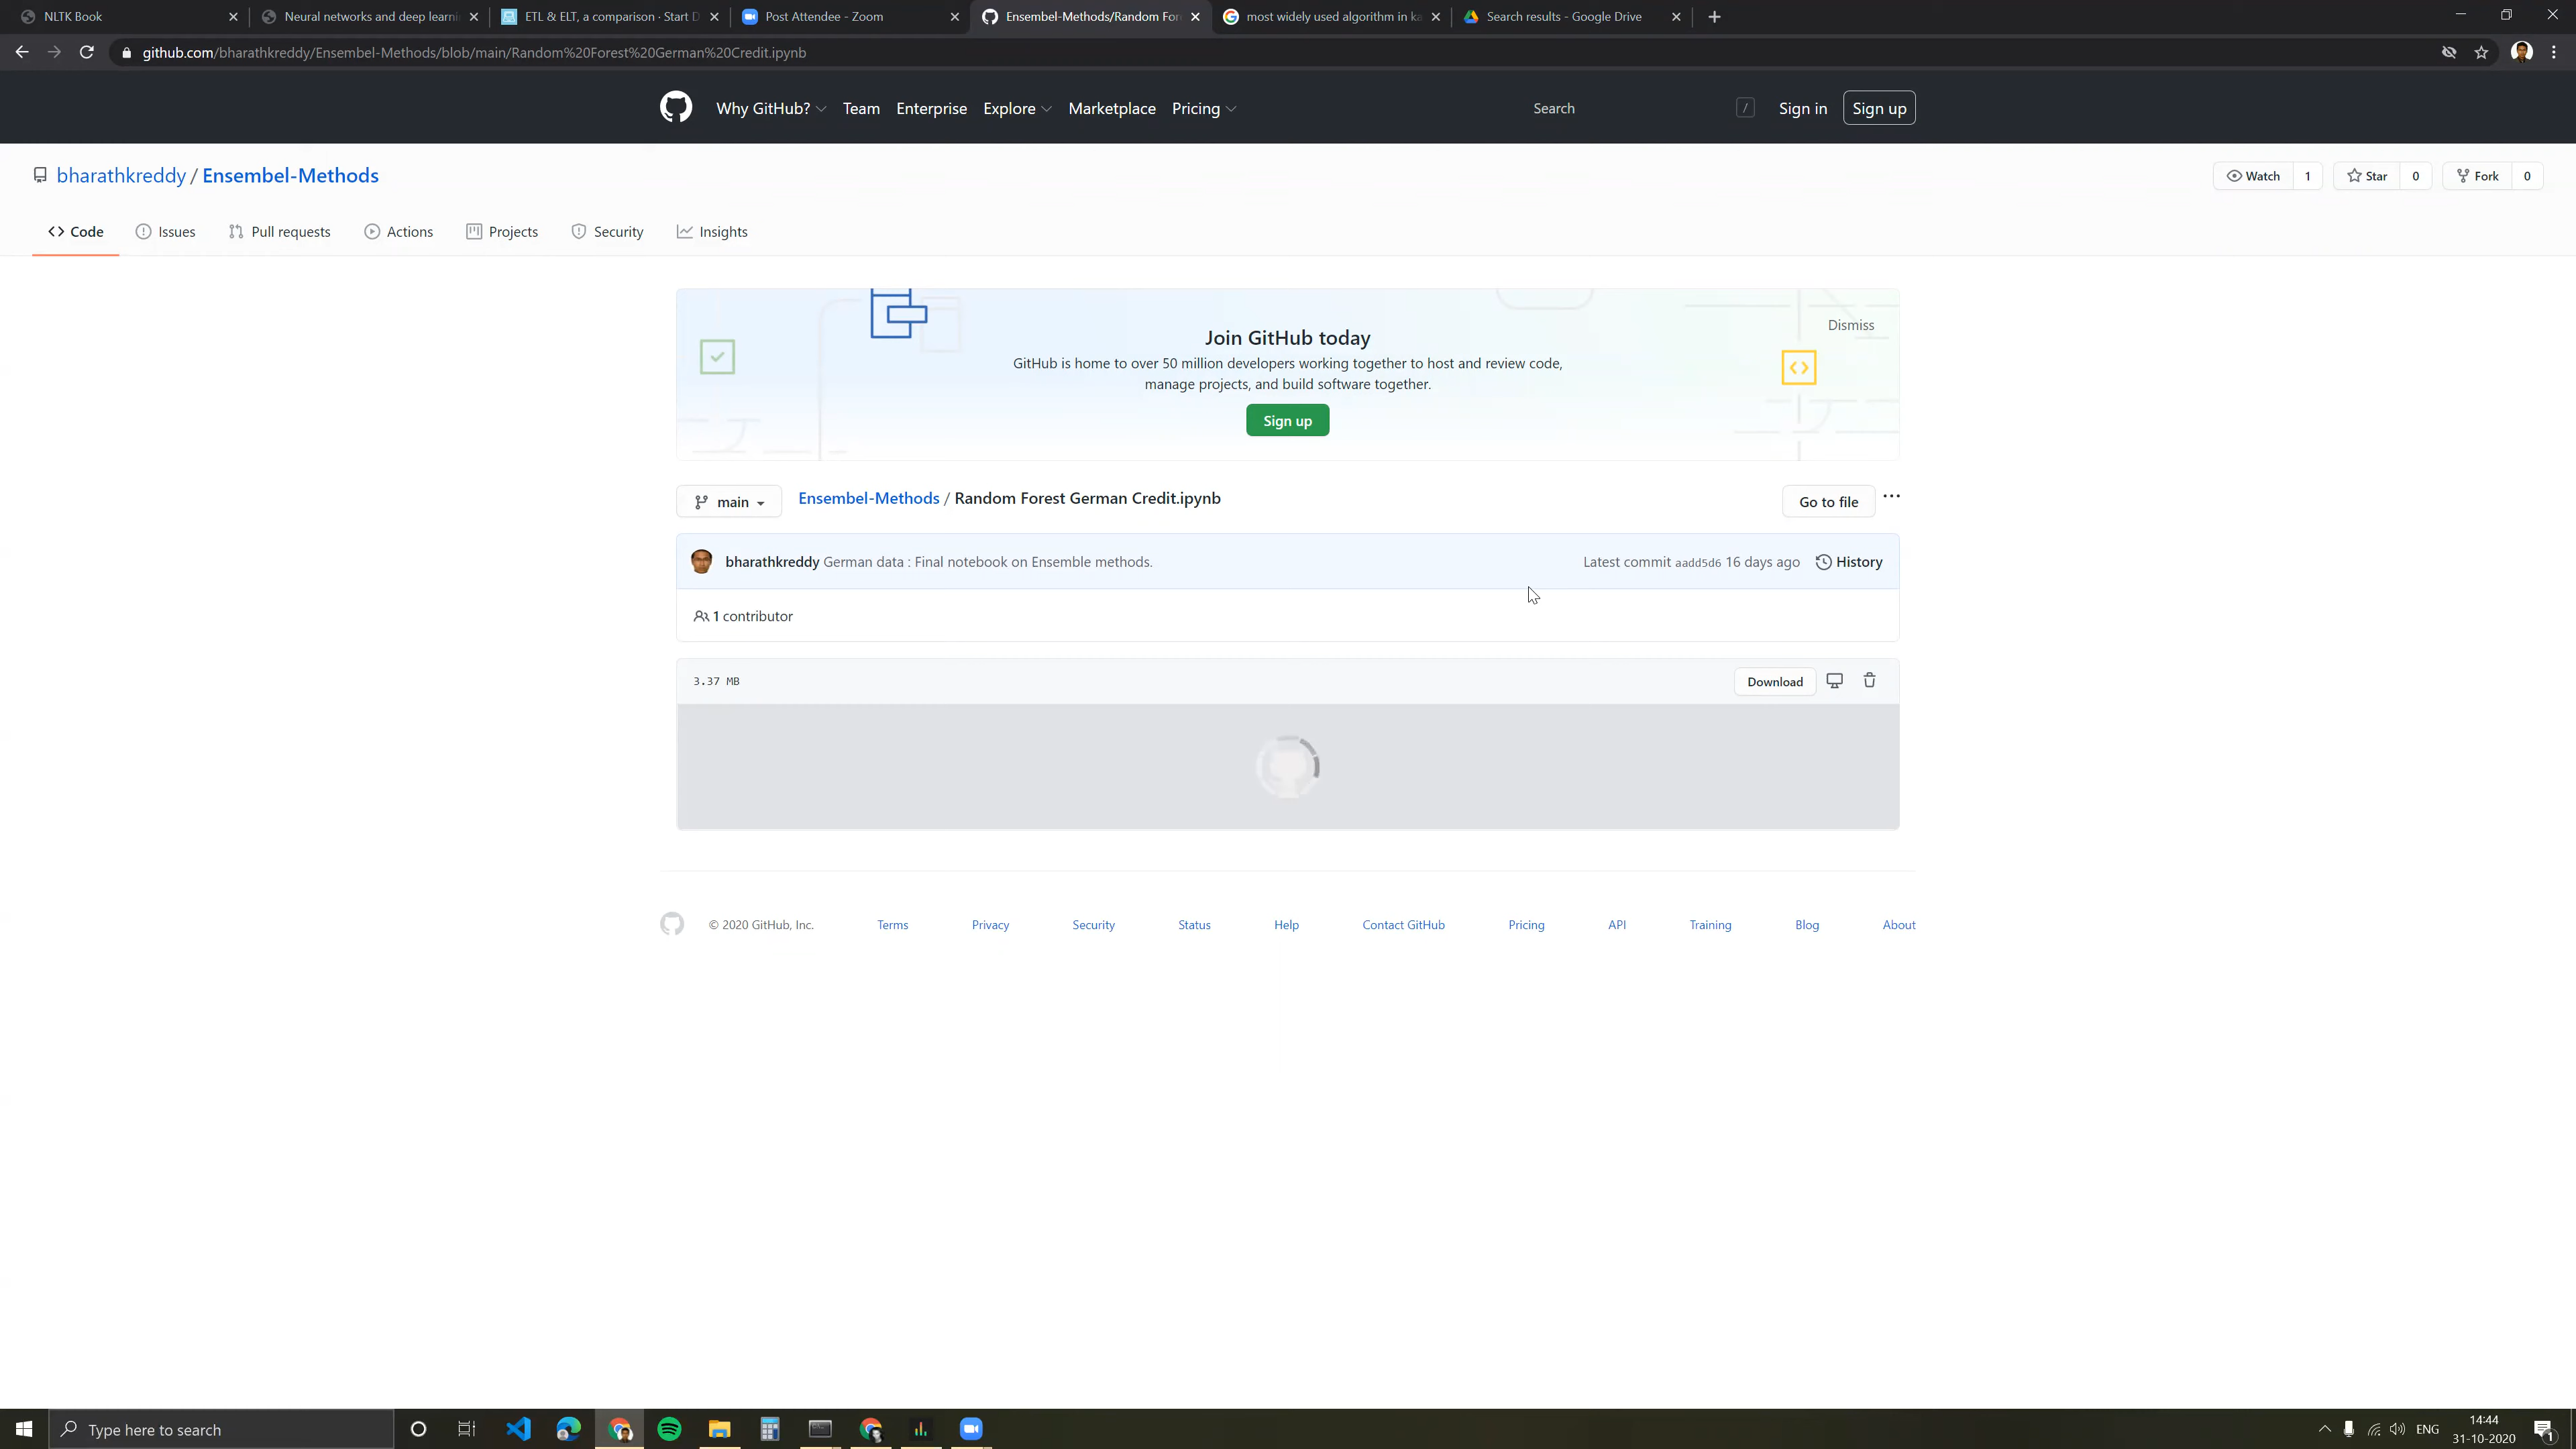 NLTK Book
Neural networks and deep learni
ETL & ELT, a comparison · Start D
Post Attendee - Zoom
Ensembel-Methods/Random For
most widely used algorithm in ka
Search results - Google Drive
github.com/bharathkreddy/Ensembel-Methods/blob/main/Random%20Forest%20German%20Credit.ipynb
Why GitHub? Team Enterprise Explore Marketplace Pricing Search / Sign in Sign up
bharathkreddy / Ensembel-Methods Watch 1 Star 0 Fork 0
Code Issues Pull requests Actions Projects Security Insights
Dismiss
Join GitHub today
GitHub is home to over 50 million developers working together to host and review code,
manage projects, and build software together.
Sign up
main Ensembel-Methods / Random Forest German Credit.ipynb Go to file
bharathkreddy German data : Final notebook on Ensemble methods. Latest commit aadd5d6 16 days ago History
1 contributor
3.37 MB Download
© 2020 GitHub, Inc. Terms Privacy Security Status Help Contact GitHub Pricing API Training Blog About
Type here to search
ENG
14:44
31-10-2020
1